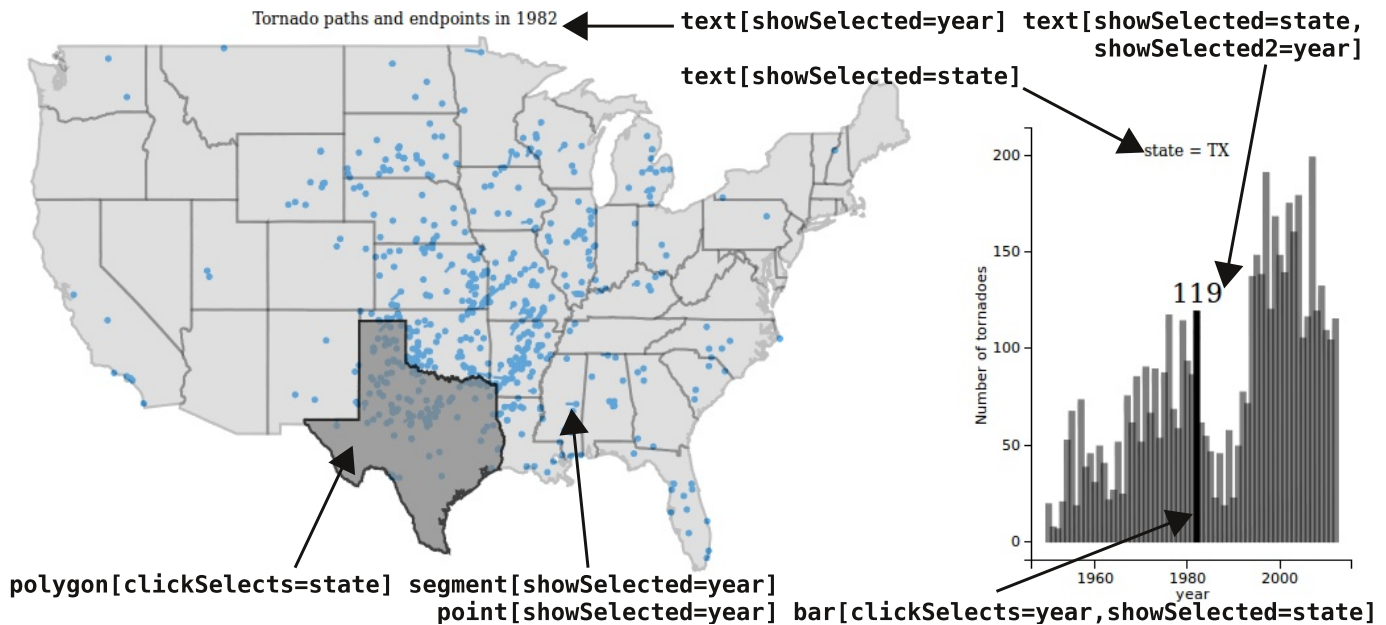 Tornado paths and endpoints in 1982
text[showSelected=year] text[showSelected=state,
showSelected2=year]
text[showSelected=state]
state = TX
200
150
119
100
50
0
Number of tornadoes
1960 1980 2000
year
polygon[clickSelects=state] segment[showSelected=year]
point[showSelected=year] bar[clickSelects=year,showSelected=state]